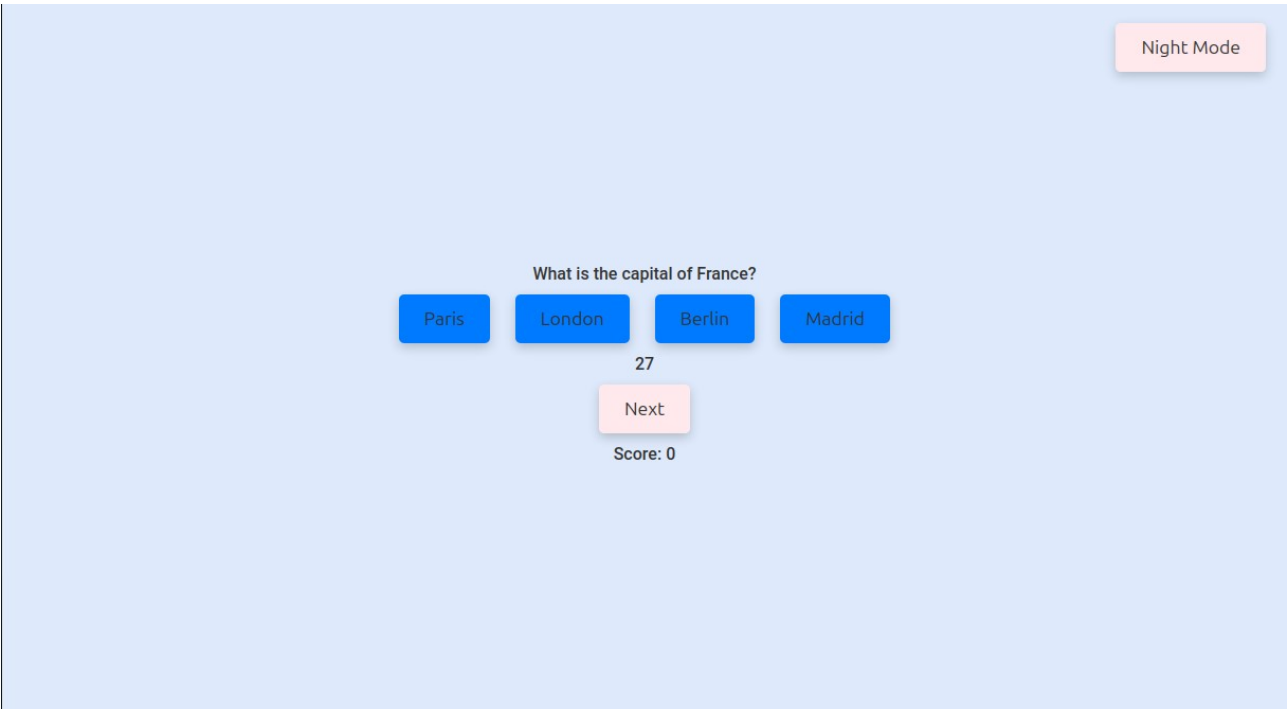 Night Mode
What is the capital of France?
Paris London Berlin Madrid
27
Next
Score: 0